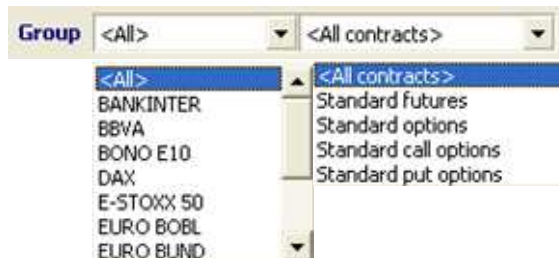 Group <All> <All contracts>
<All>
BANKINTER
BBVA
BONO E10
DAX
E-STOXX 50
EURO BOBL
EURO BUND
<All contracts>
Standard futures
Standard options
Standard call options
Standard put options